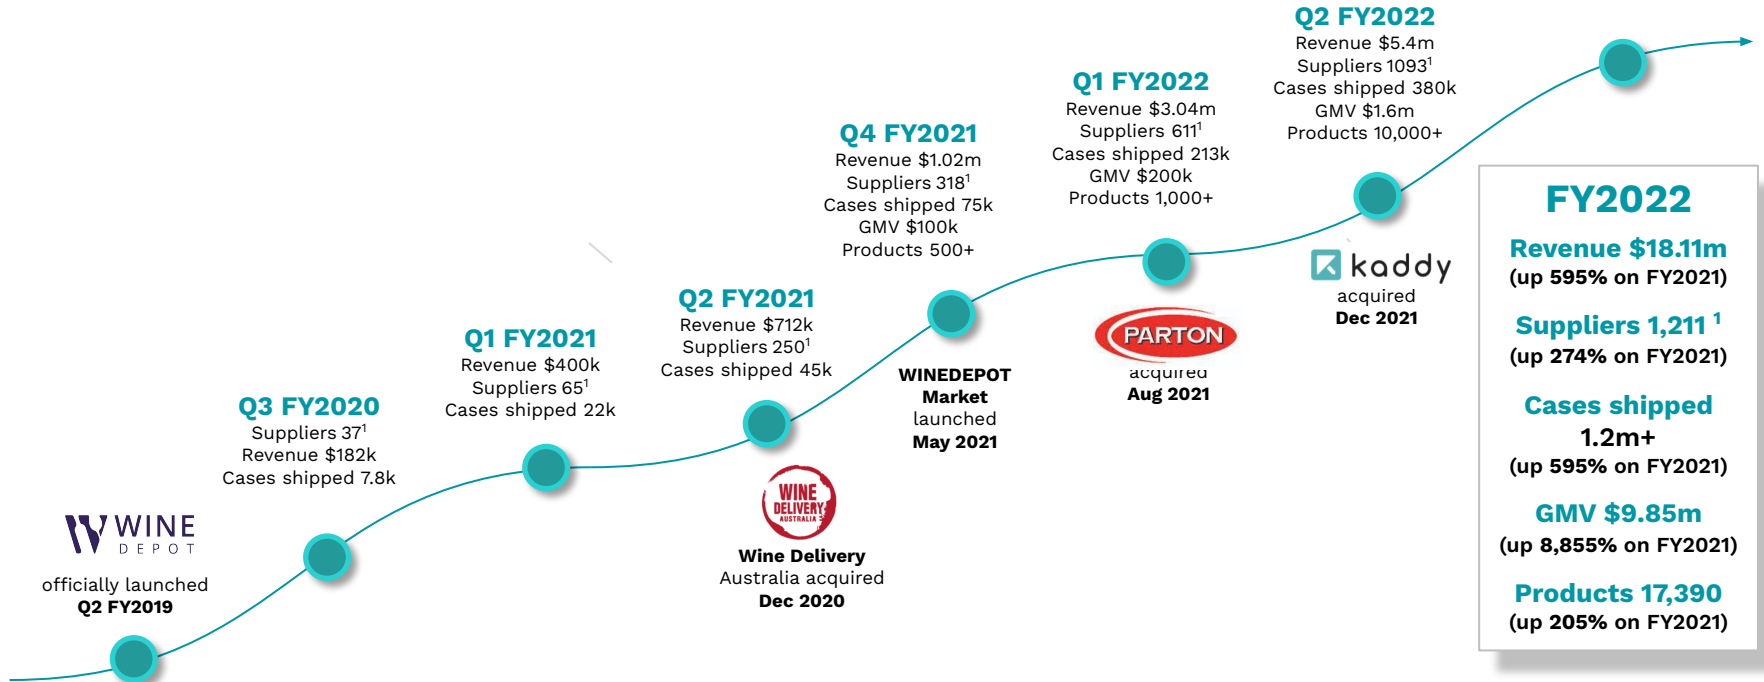 WINE
DEPOT
officially launched
Q2 FY2019
Q3 FY2020
Suppliers 37¹
Revenue $182k
Cases shipped 7.8k
Q1 FY2021
Revenue $400k
Suppliers 65¹
Cases shipped 22k
Q2 FY2021
Revenue $712k
Suppliers 250¹
Cases shipped 45k
WINE
DELIVERY
AUSTRALIA
Wine Delivery
Australia acquired
Dec 2020
Q4 FY2021
Revenue $1.02m
Suppliers 318¹
Cases shipped 75k
GMV $100k
Products 500+
WINEDEPOT
Market
launched
May 2021
Q1 FY2022
Revenue $3.04m
Suppliers 611¹
Cases shipped 213k
GMV $200k
Products 1,000+
PARTON
acquired
Aug 2021
Q2 FY2022
Revenue $5.4m
Suppliers 1093¹
Cases shipped 380k
GMV $1.6m
Products 10,000+
kaddy
acquired
Dec 2021
FY2022
Revenue $18.11m
(up 595% on FY2021)
Suppliers 1,211 ¹
(up 274% on FY2021)
Cases shipped
1.2m+
(up 595% on FY2021)
GMV $9.85m
(up 8,855% on FY2021)
Products 17,390
(up 205% on FY2021)